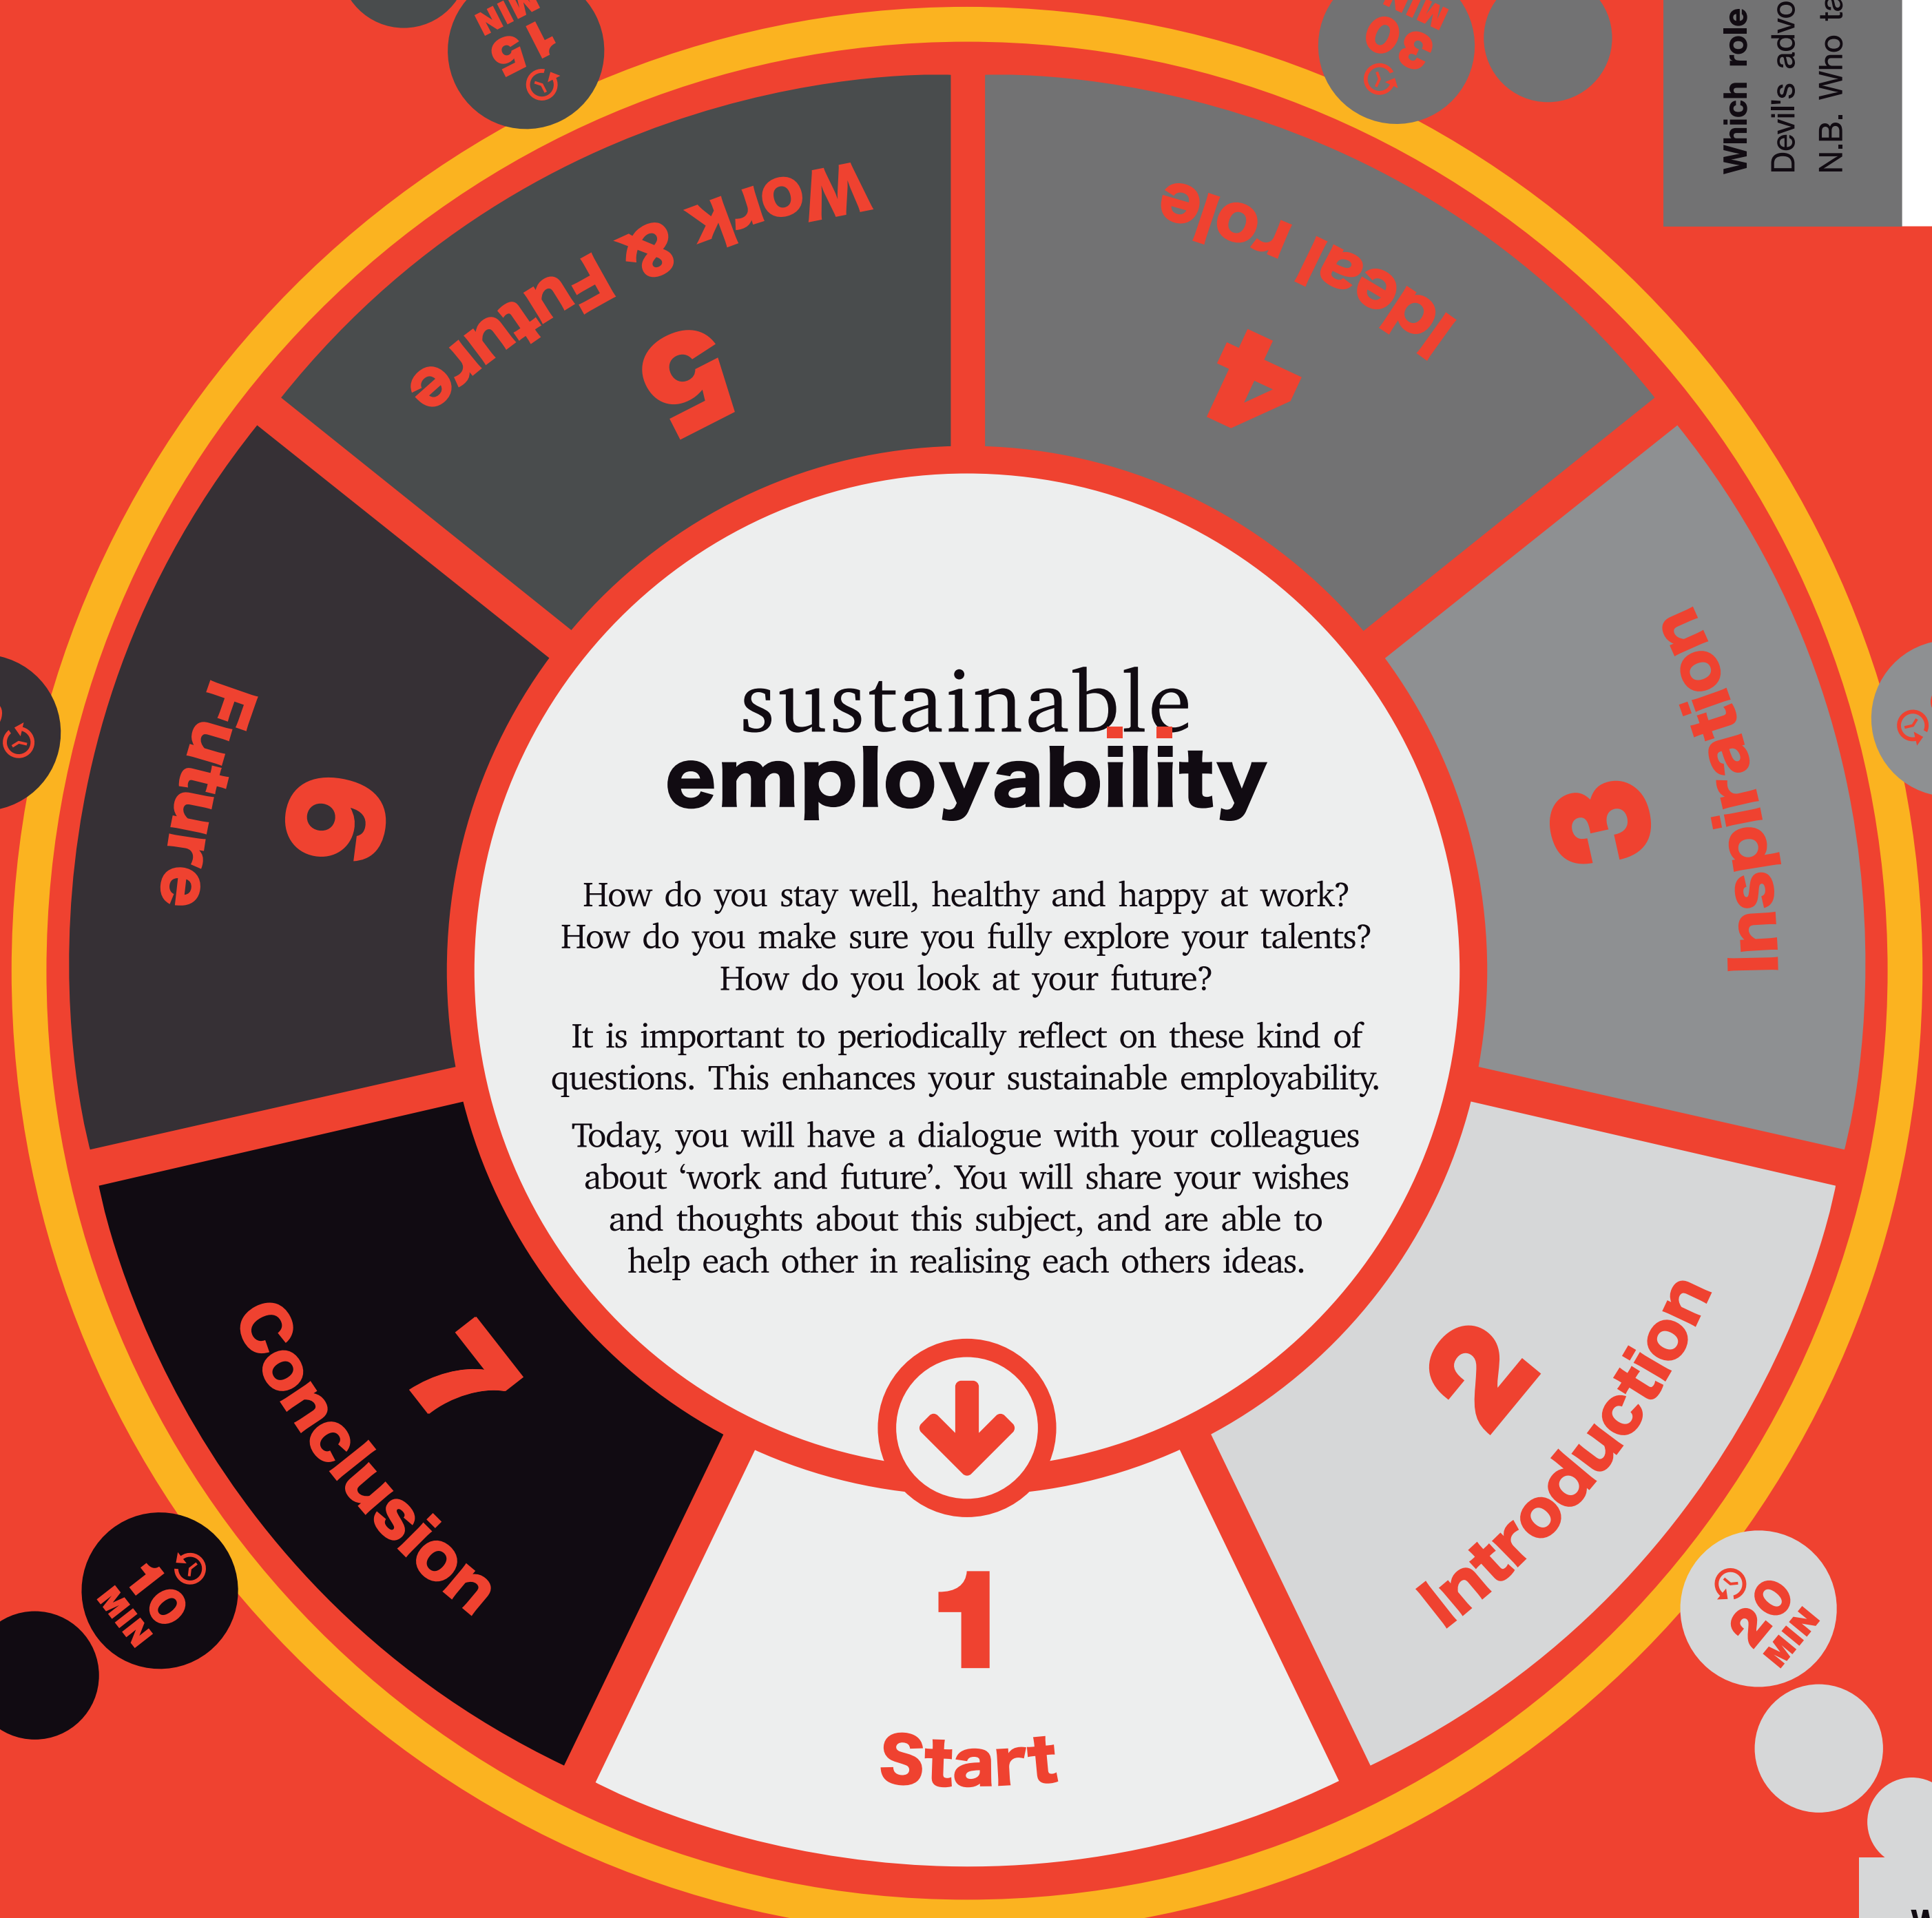 sustainable
employability
How do you stay well, healthy and happy at work?
How do you make sure you fully explore your talents?
How do you look at your future?
It is important to periodically reflect on these kind of
questions. This enhances your sustainable employability.
Today, you will have a dialogue with your colleagues
about ‘work and future’. You will share your wishes
and thoughts about this subject, and are able to
help each other in realising each others ideas.
1
Start
2
Introduction
20
MIN
3
Inspiration
4
Ideal role
30
MIN
5
Work & Future
15
MIN
6
Future
7
Conclusion
10
MIN
Which role
Devil's
N.B. Who